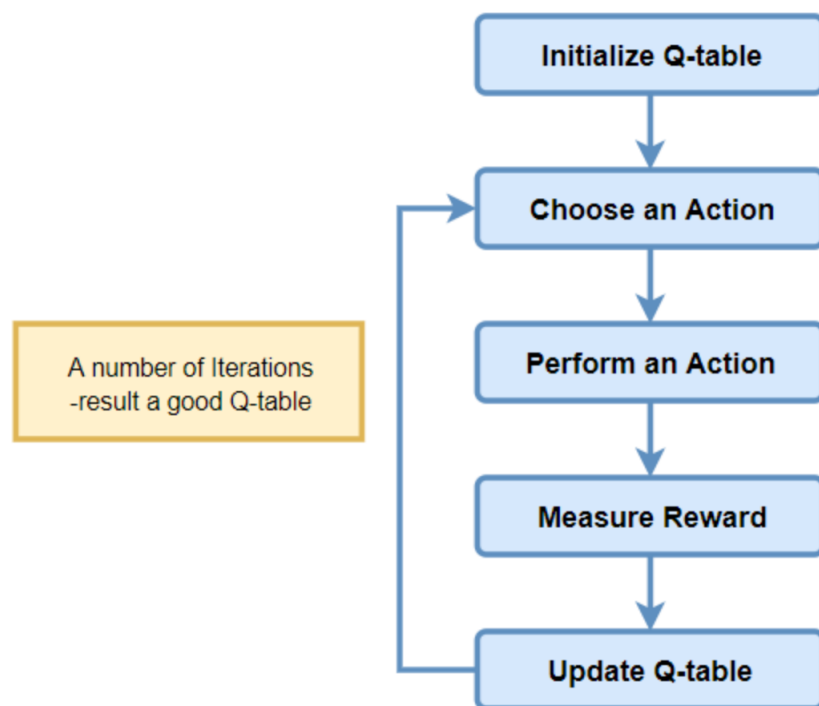 Initialize Q-table
Choose an Action
A number of Iterations
-result a good Q-table
Perform an Action
Measure Reward
Update Q-table